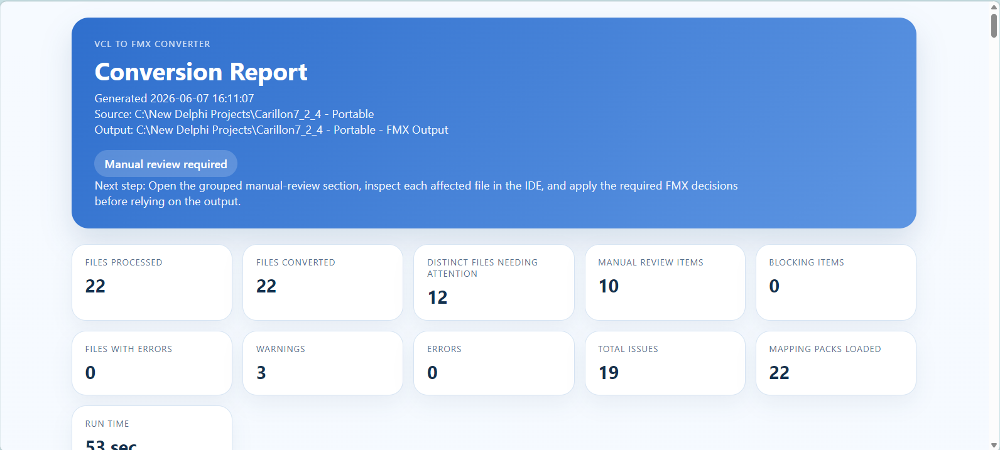 VCL TO FMX CONVERTER
Conversion Report
Generated 2026-06-07 16:11:07
Source: C:\New Delphi Projects\Carillon7_2_4 - Portable
Output: C:\New Delphi Projects\Carillon7_2_4 - Portable - FMX Output
Manual review required
Next step: Open the grouped manual-review section, inspect each affected file in the IDE, and apply the required FMX decisions
before relying on the output.
FILES PROCESSED
22
FILES CONVERTED
22
DISTINCT FILES NEEDING
ATTENTION
12
MANUAL REVIEW ITEMS
10
BLOCKING ITEMS
0
FILES WITH ERRORS
0
WARNINGS
3
ERRORS
0
TOTAL ISSUES
19
MAPPING PACKS LOADED
22
RUN TIME
53 sec